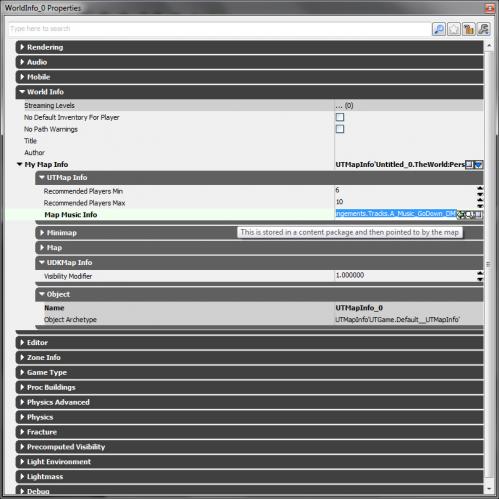 WorldInfo_0 Properties
Type here to search
Rendering
Audio
Mobile
World Info
Streaming Levels ... (0)
No Default Inventory For Player
No Path Warnings
Title
Author
My Map Info UTMapInfo'Untitled_0.TheWorld:Pers
UTMap Info
Recommended Players Min 6
Recommended Players Max 10
Map Music Info ingements.Tracks.A_Music_GoDown_DM
This is stored in a content package and then pointed to by the map
Minimap
Map
UDKMap Info
Visibility Modifier 1.000000
Object
Name UTMapInfo_0
Object Archetype UTMapInfo'UTGame.Default__UTMapInfo'
Editor
Zone Info
Game Type
Proc Buildings
Physics Advanced
Physics
Fracture
Precomputed Visibility
Light Environment
Lightmass
Debug